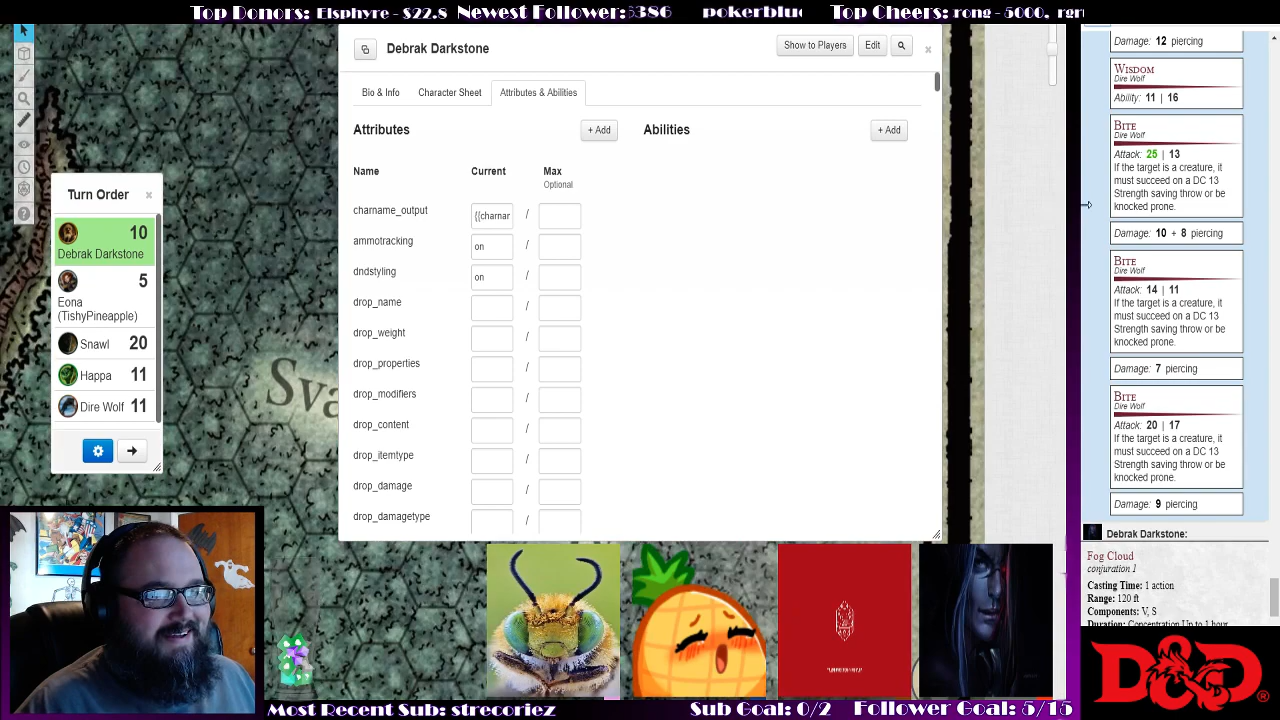 Top Donors: Elsphyre - $22.8
Newest Follower:
6386
pokerblu
Top Cheers: rong - 5000,
Debrak Darkstone
Show to Players
Edit
×
Bio & Info
Character Sheet
Attributes & Abilities
Attributes
+ Add
Abilities
+ Add
Name
Current
Max
Optional
charname_output
{{charnar
/
ammotracking
on
/
dndstyling
on
/
drop_name
/
drop_weight
/
drop_properties
/
drop_modifiers
/
drop_content
/
drop_itemtype
/
drop_damage
/
drop_damagetype
/
Turn Order
×
10
Debrak Darkstone
5
Eona
(TishyPineapple)
Snawl
20
Happa
11
Dire Wolf
11
Sva
Damage: 12 piercing
Wisdom
Dire Wolf
Ability: 11 | 16
Bite
Dire Wolf
Attack: 25 | 13
If the target is a creature, it
must succeed on a DC 13
Strength saving throw or be
knocked prone.
Damage: 10 + 8 piercing
Bite
Dire Wolf
Attack: 14 | 11
If the target is a creature, it
must succeed on a DC 13
Strength saving throw or be
knocked prone.
Damage: 7 piercing
Bite
Dire Wolf
Attack: 20 | 17
If the target is a creature, it
must succeed on a DC 13
Strength saving throw or be
knocked prone.
Damage: 9 piercing
Debrak Darkstone:
Fog Cloud
conjuration 1
Casting Time: 1 action
Range: 120 ft
Components: V, S
Duration: Concentration Up to 1 hour
D&D
Most Recent Sub: strecoriez
Sub Goal: 0/2
Follower Goal: 5/15